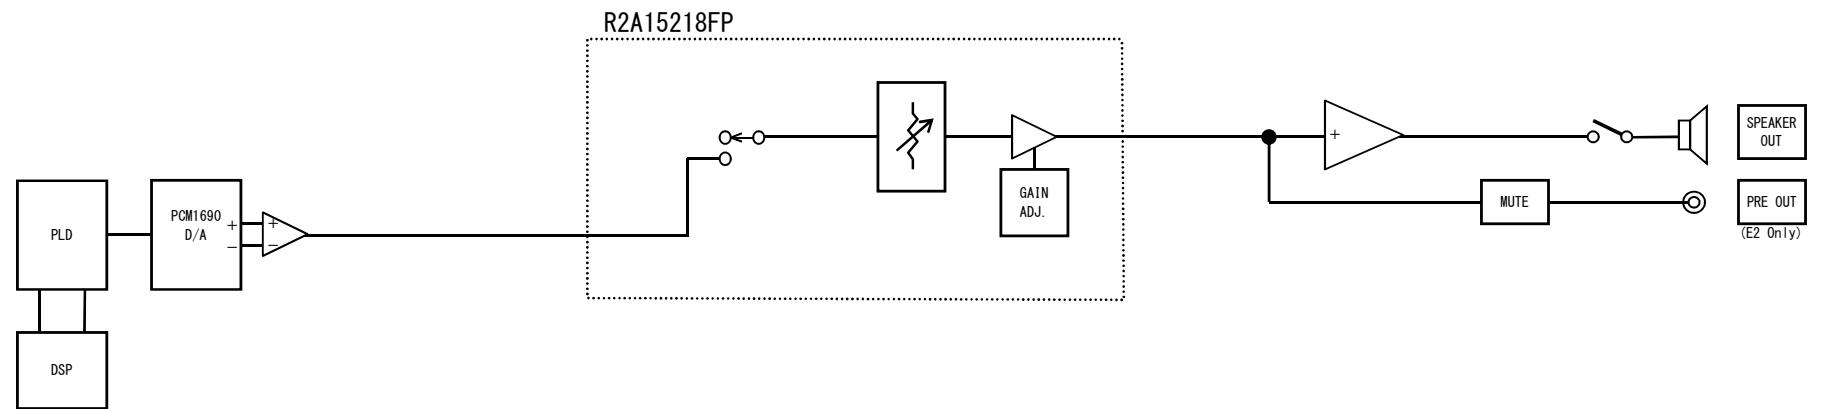 R2A15218FP
SPEAKER
OUT
PLD
PCM1690
D/A
+
−
+
−
GAIN
ADJ.
+
MUTE
PRE OUT
(E2 Only)
DSP